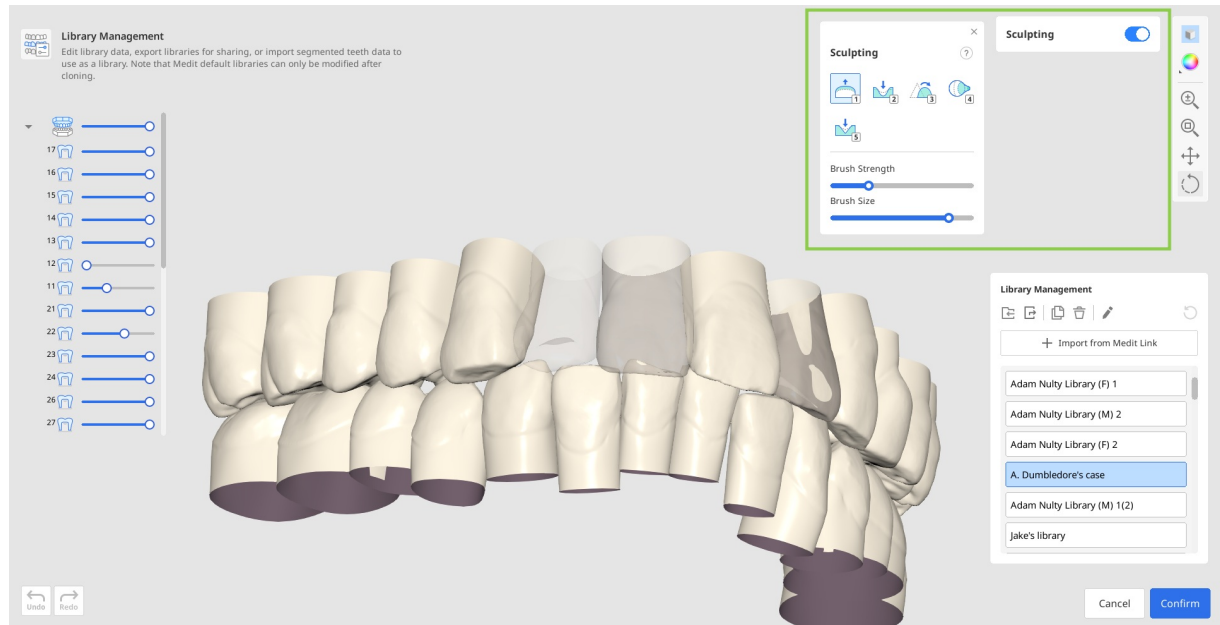 Library Management
Edit library data, export libraries for sharing, or import segmented teeth data to
use as a library. Note that Medit default libraries can only be modified after
cloning.
17
16
15
14
13
12
11
21
22
23
24
26
27
Undo
Redo
Sculpting
?
1
2
3
4
5
Brush Strength
Brush Size
Sculpting
Library Management
+ Import from Medit Link
Adam Nulty Library (F) 1
Adam Nulty Library (M) 2
Adam Nulty Library (F) 2
A. Dumbledore's case
Adam Nulty Library (M) 1(2)
Jake's library
Cancel
Confirm